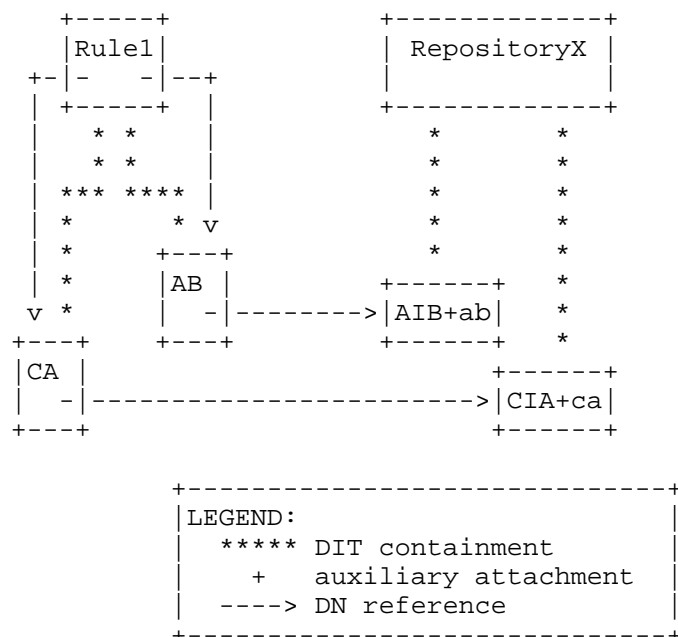 Rule1
RepositoryX
AB
AIB+ab
CA
CIA+ca
LEGEND:
***** DIT containment
+ auxiliary attachment
----> DN reference